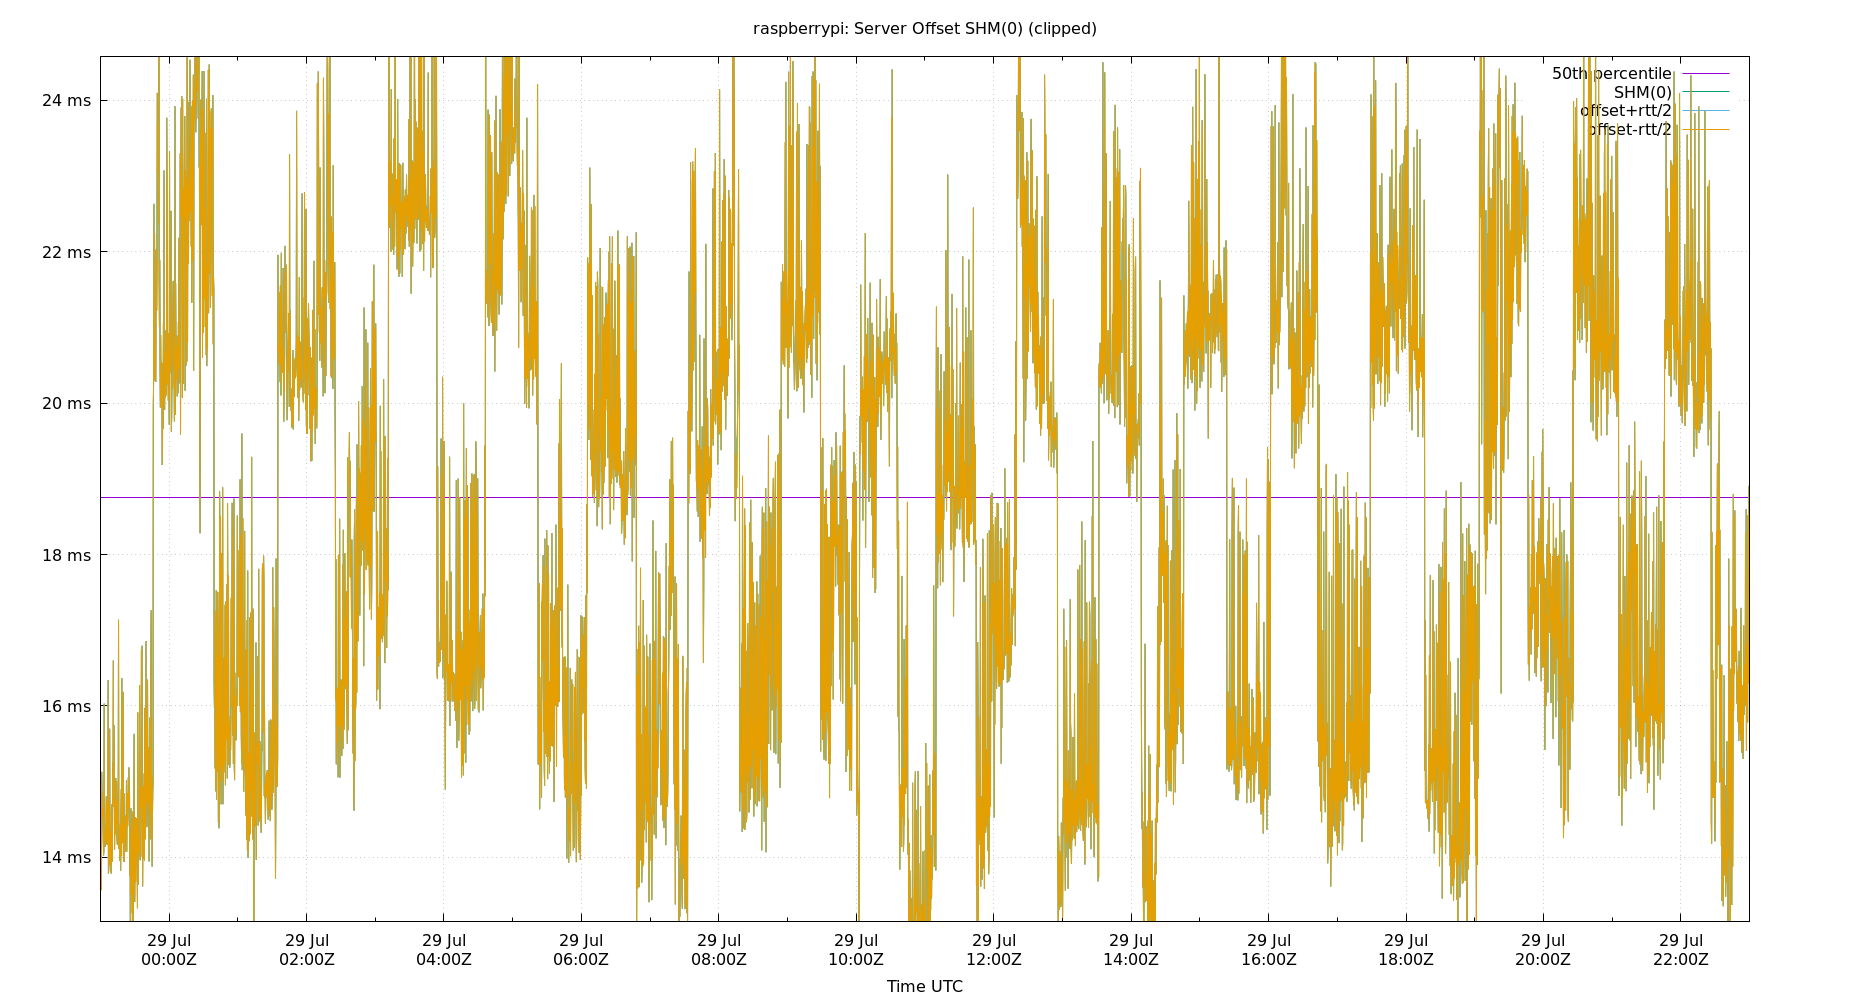 raspberrypi: Server Offset SHM(0) (clipped)
50th percentile
SHM(0)
offset+rtt/2
offset-rtt/2
24 ms
22 ms
20 ms
18 ms
16 ms
14 ms
29 Jul 29 Jul 29 Jul 29 Jul 29 Jul 29 Jul 29 Jul 29 Jul 29 Jul 29 Jul 29 Jul 29 Jul
00:00Z 02:00Z 04:00Z 06:00Z 08:00Z 10:00Z 12:00Z 14:00Z 16:00Z 18:00Z 20:00Z 22:00Z
Time UTC